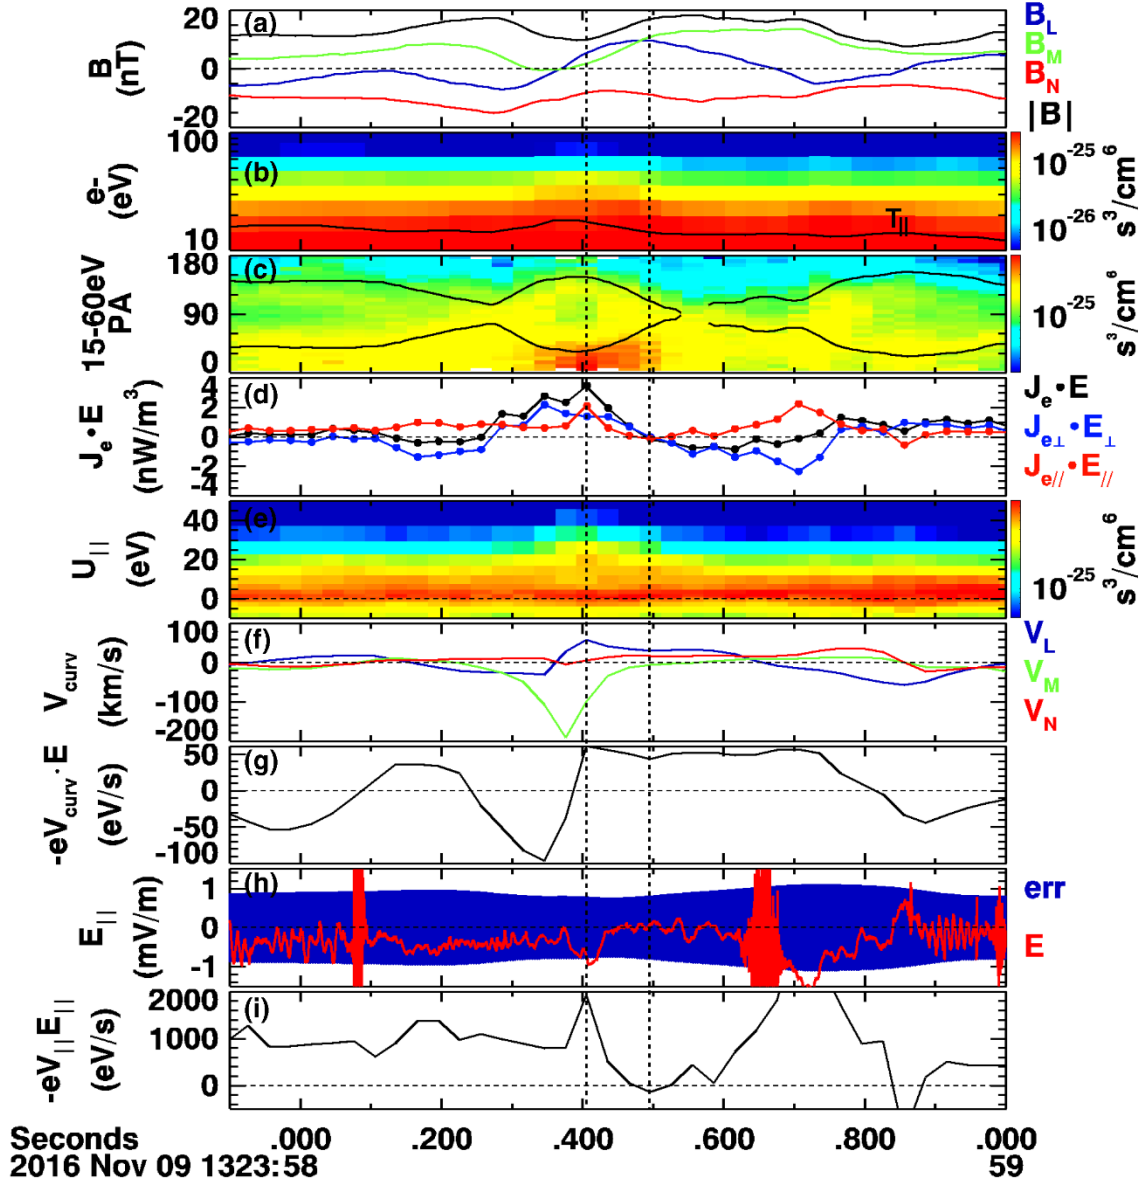 (a)
20
0
-20
B
(nT)
B_L
B_M
B_N
|B|
(b)
100
10
e-
(eV)
T_||
10^-25
10^-26
s^3/cm^6
(c)
180
90
0
15-60eV
PA
10^-25
s^3/cm^6
(d)
4
2
0
-2
-4
J_e•E
(nW/m^3)
J_e•E
J_e⊥•E_⊥
J_e//•E_//
(e)
40
20
0
U_||
(eV)
10^-25
s^3/cm^6
(f)
100
0
-100
-200
V_curv
(km/s)
V_L
V_M
V_N
(g)
50
0
-50
-100
-eV_curv·E
(eV/s)
(h)
1
0
-1
E_||
(mV/m)
err
E
(i)
2000
1000
0
-eV_||E_||
(eV/s)
Seconds
.000 .200 .400 .600 .800 .000
2016 Nov 09 1323:58 59